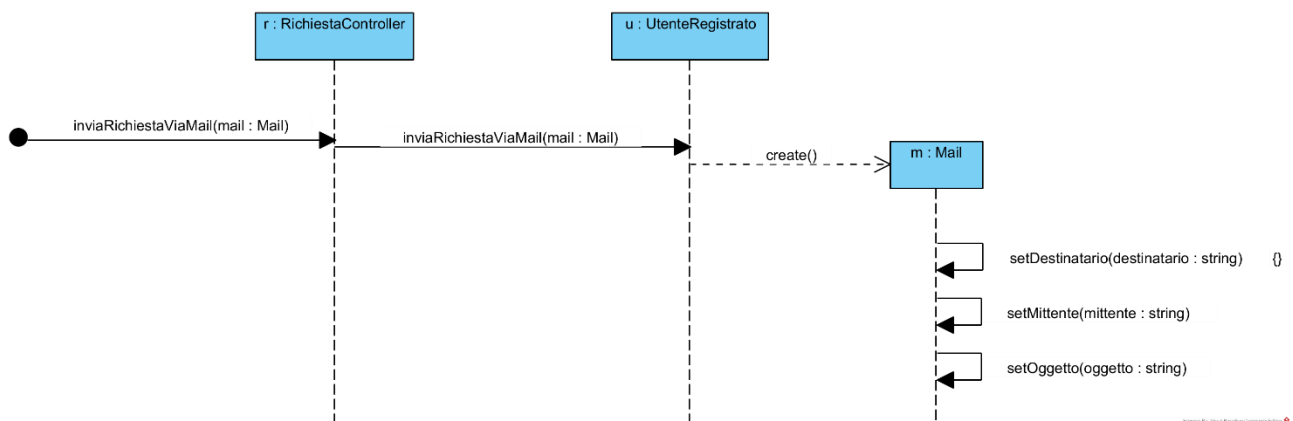 r : RichiestaController
u : UtenteRegistrato
inviaRichiestaViaMail(mail : Mail)
inviaRichiestaViaMail(mail : Mail)
create()
m : Mail
setDestinatario(destinatario : string) {}
setMittente(mittente : string)
setOggetto(oggetto : string)